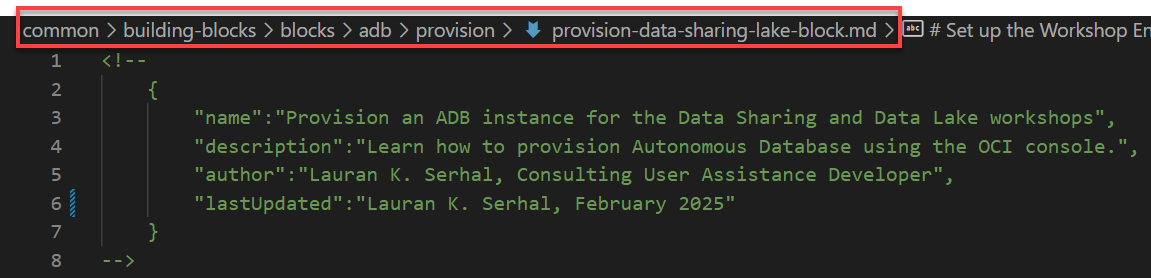 common > building-blocks > blocks > adb > provision > provision-data-sharing-lake-block.md > abc # Set up the Workshop En
1 <!--
2 {
3 "name":"Provision an ADB instance for the Data Sharing and Data Lake workshops",
4 "description":"Learn how to provision Autonomous Database using the OCI console.",
5 "author":"Lauran K. Serhal, Consulting User Assistance Developer",
6 "lastUpdated":"Lauran K. Serhal, February 2025"
7 }
8 -->